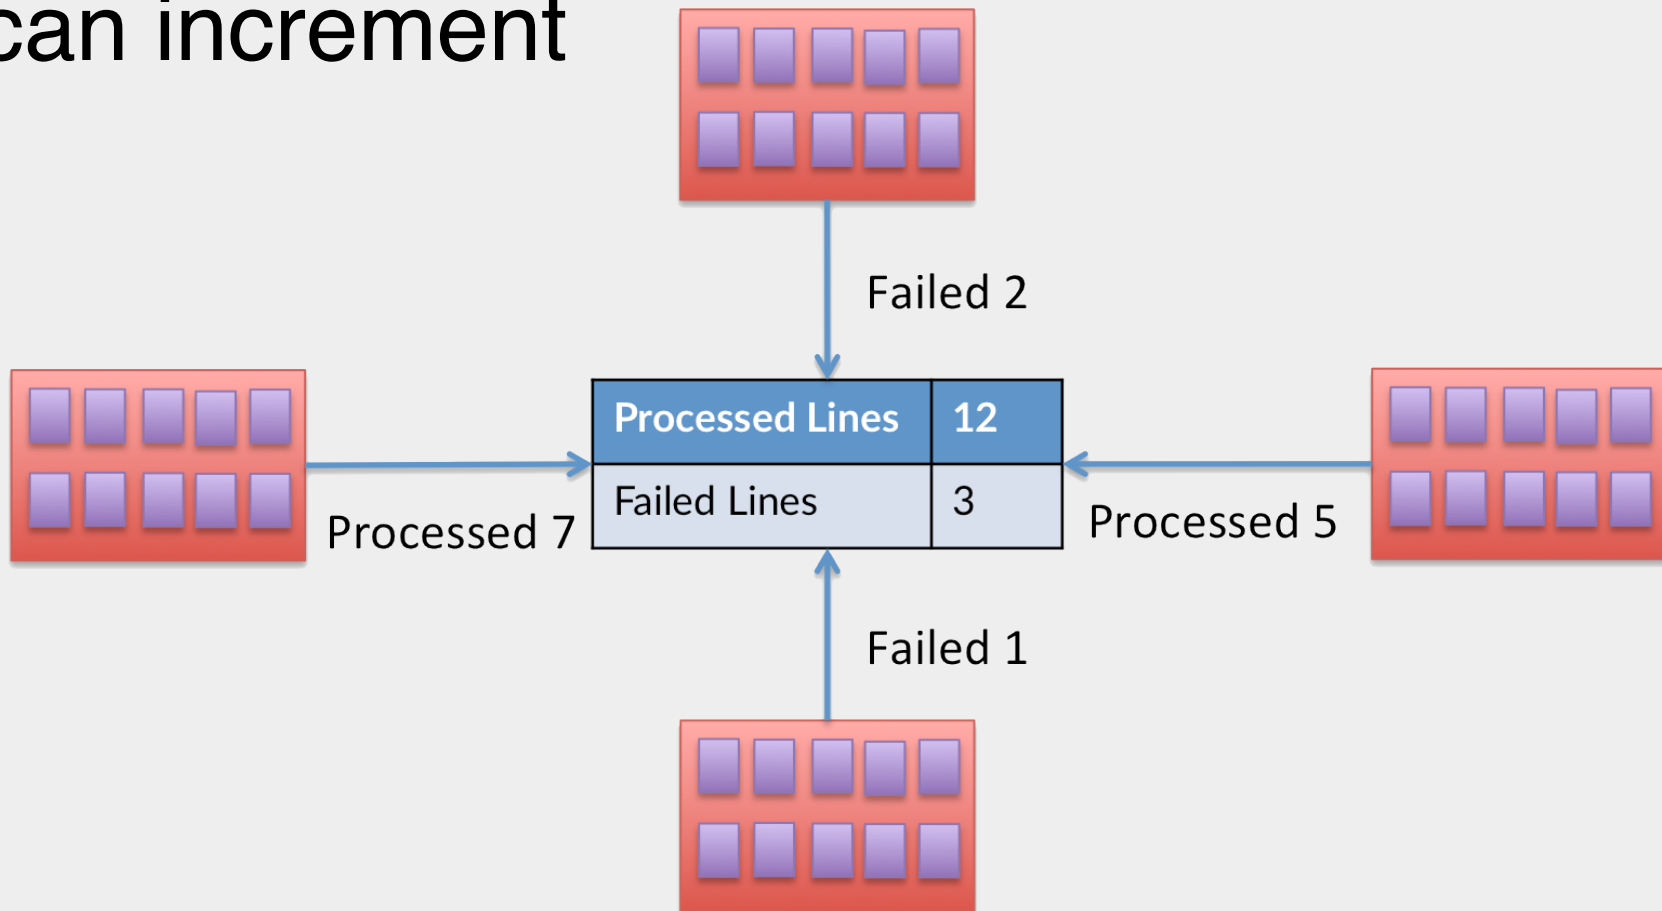 can increment
Failed 2
Processed Lines 12
Failed Lines 3
Processed 7
Processed 5
Failed 1